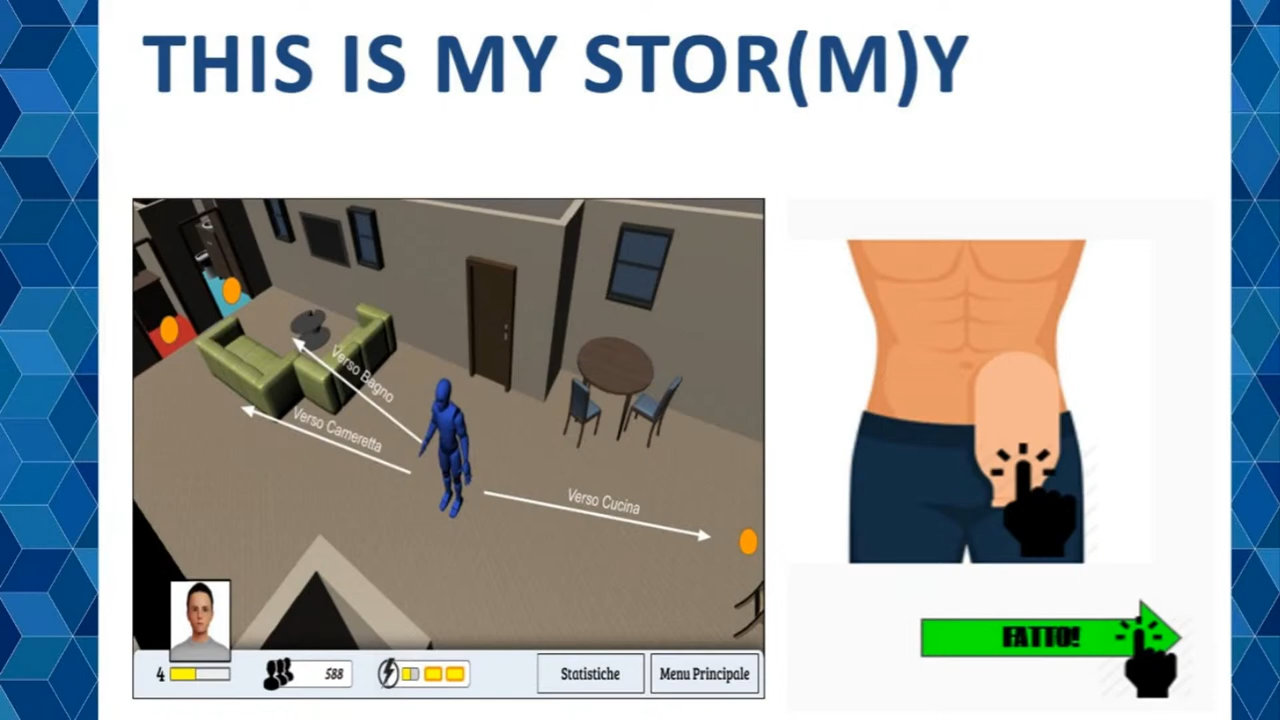 THIS IS MY STOR(M)Y
Verso Bagno
Verso Cameretta
Verso Cucina
4
588
Statistiche
Menu Principale
FATTO!